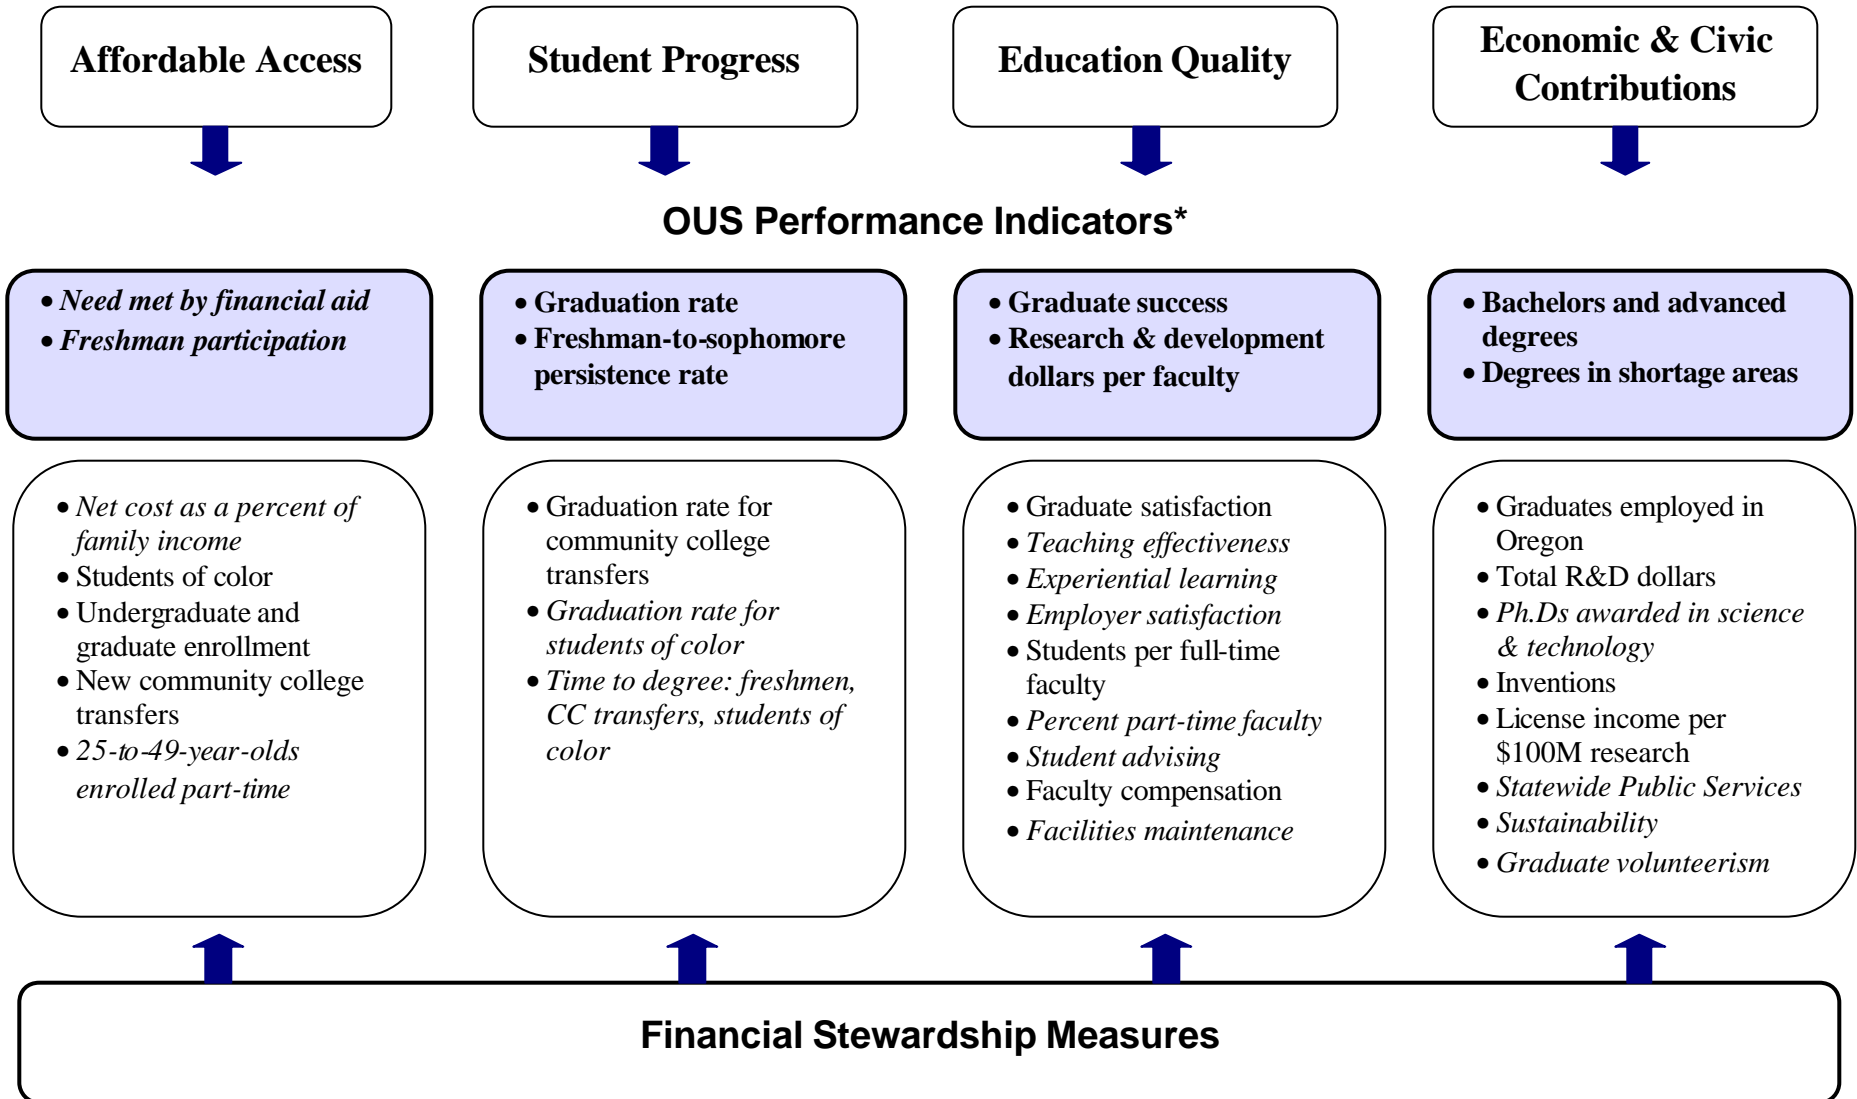 Affordable Access
Student Progress
Education Quality
Economic & Civic
Contributions
OUS Performance Indicators*
• Need met by financial aid
• Freshman participation
• Graduation rate
• Freshman-to-sophomore
persistence rate
• Graduate success
• Research & development
dollars per faculty
• Bachelors and advanced
degrees
• Degrees in shortage areas
• Net cost as a percent of
family income
• Students of color
• Undergraduate and
graduate enrollment
• New community college
transfers
• 25-to-49-year-olds
enrolled part-time
• Graduation rate for
community college
transfers
• Graduation rate for
students of color
• Time to degree: freshmen,
CC transfers, students of
color
• Graduate satisfaction
• Teaching effectiveness
• Experiential learning
• Employer satisfaction
• Students per full-time
faculty
• Percent part-time faculty
• Student advising
• Faculty compensation
• Facilities maintenance
• Graduates employed in
Oregon
• Total R&D dollars
• Ph.Ds awarded in science
& technology
• Inventions
• License income per
$100M research
• Statewide Public Services
• Sustainability
• Graduate volunteerism
Financial Stewardship Measures